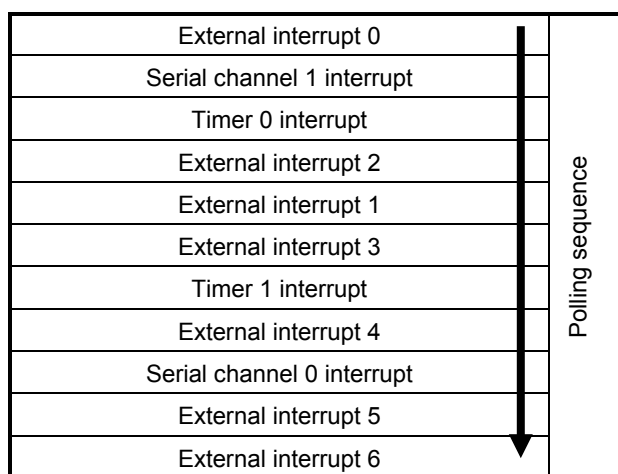 External interrupt 0
Serial channel 1 interrupt
Timer 0 interrupt
External interrupt 2
External interrupt 1
External interrupt 3
Timer 1 interrupt
External interrupt 4
Serial channel 0 interrupt
External interrupt 5
External interrupt 6
Polling sequence